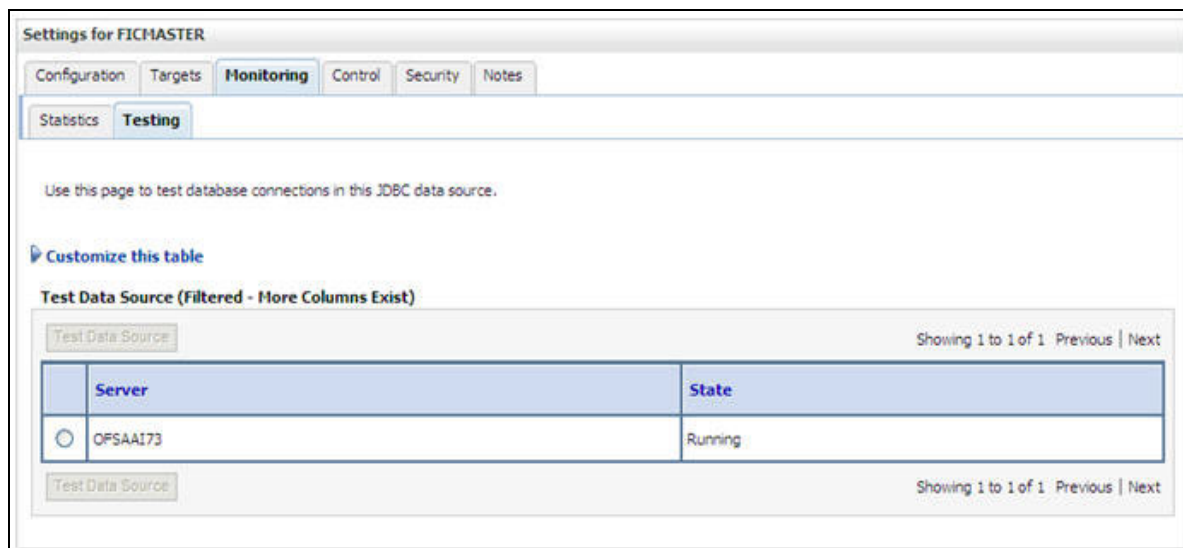 Settings for FICMASTER
Configuration Targets Monitoring Control Security Notes
Statistics Testing
Use this page to test database connections in this JDBC data source.
Customize this table
Test Data Source (Filtered - More Columns Exist)
Test Data Source Showing 1 to 1 of 1 Previous | Next
Server State
OFSAAI73 Running
Test Data Source Showing 1 to 1 of 1 Previous | Next